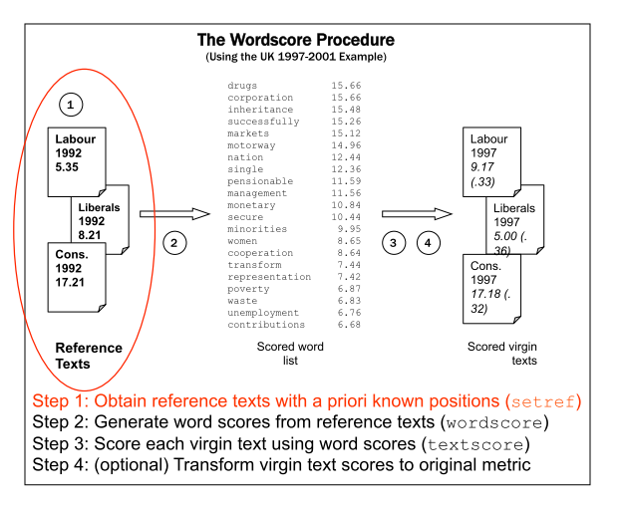 The Wordscore Procedure
(Using the UK 1997-2001 Example)
1
Labour
1992
5.35
Liberals
1992
8.21
Cons.
1992
17.21
Reference
Texts
2
drugs 15.66
corporation 15.66
inheritance 15.48
successfully 15.26
markets 15.12
motorway 14.96
nation 12.44
single 12.36
pensionable 11.59
management 11.56
monetary 10.84
secure 10.44
minorities 9.95
women 8.65
cooperation 8.64
transform 7.44
representation 7.42
poverty 6.87
waste 6.83
unemployment 6.76
contributions 6.68
Scored word
list
3 4
Labour
1997
9.17
(.33)
Liberals
1997
5.00 (.
36)
Cons.
1997
17.18 (.
32)
Scored virgin
texts
Step 1: Obtain reference texts with a priori known positions (setref)
Step 2: Generate word scores from reference texts (wordscore)
Step 3: Score each virgin text using word scores (textscore)
Step 4: (optional) Transform virgin text scores to original metric